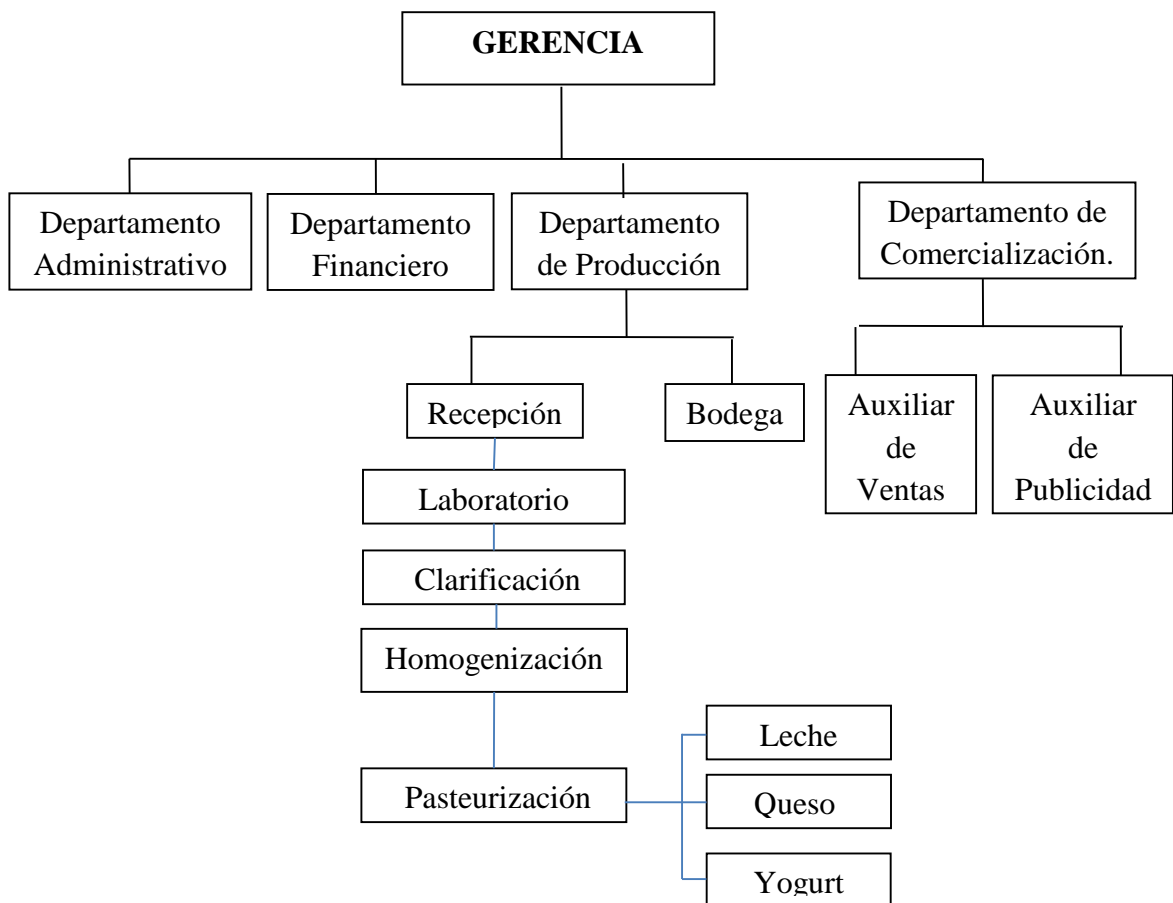 GERENCIA
Departamento
Administrativo
Departamento
Financiero
Departamento
de Producción
Departamento de
Comercialización.
Recepción
Bodega
Auxiliar
de
Ventas
Auxiliar
de
Publicidad
Laboratorio
Clarificación
Homogenización
Pasteurización
Leche
Queso
Yogurt